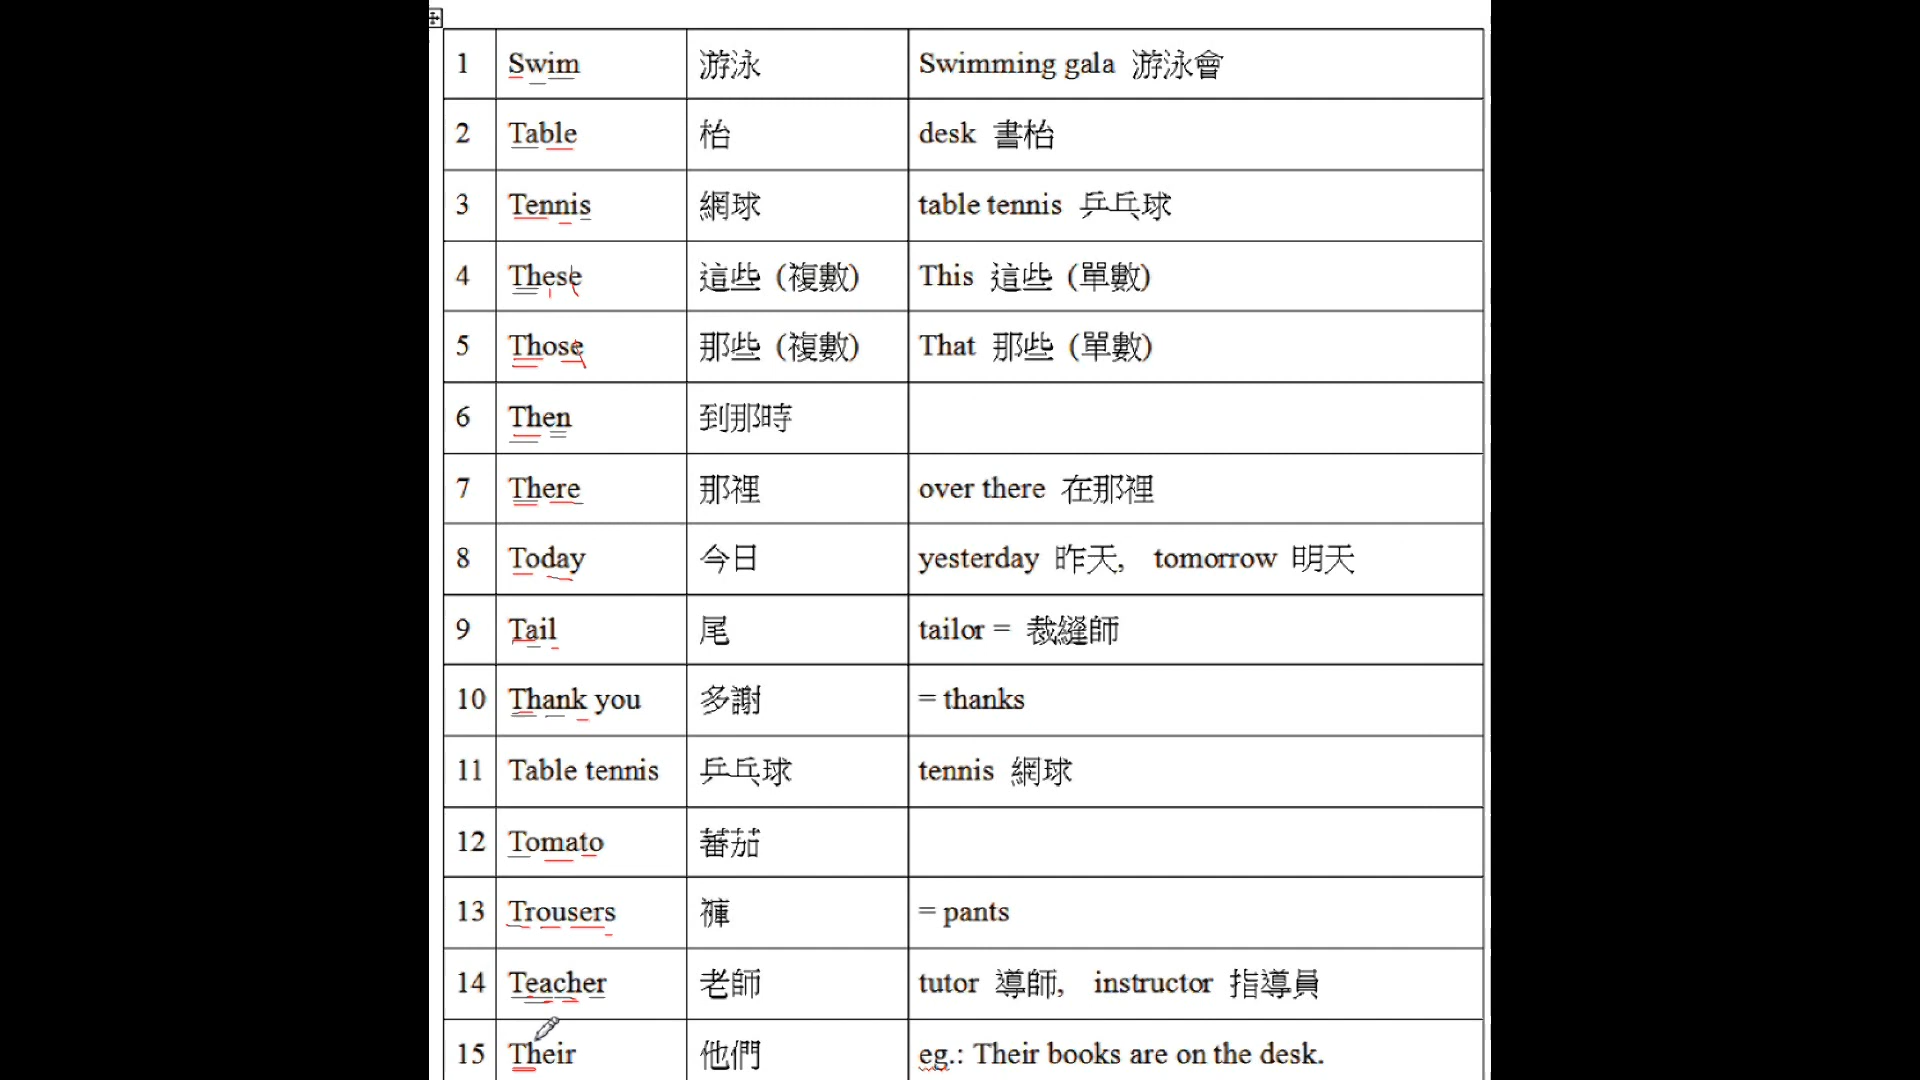 1 Swim 游泳 Swimming gala 游泳會
2 Table 枱 desk 書枱
3 Tennis 網球 table tennis 乒乓球
4 These 這些 (複數) This 這些 (單數)
5 Those 那些 (複數) That 那些 (單數)
6 Then 到那時
7 There 那裡 over there 在那裡
8 Today 今日 yesterday 昨天, tomorrow 明天
9 Tail 尾 tailor = 裁縫師
10 Thank you 多謝 = thanks
11 Table tennis 乒乓球 tennis 網球
12 Tomato 蕃茄
13 Trousers 褲 = pants
14 Teacher 老師 tutor 導師, instructor 指導員
15 Their 他們 eg.: Their books are on the desk.